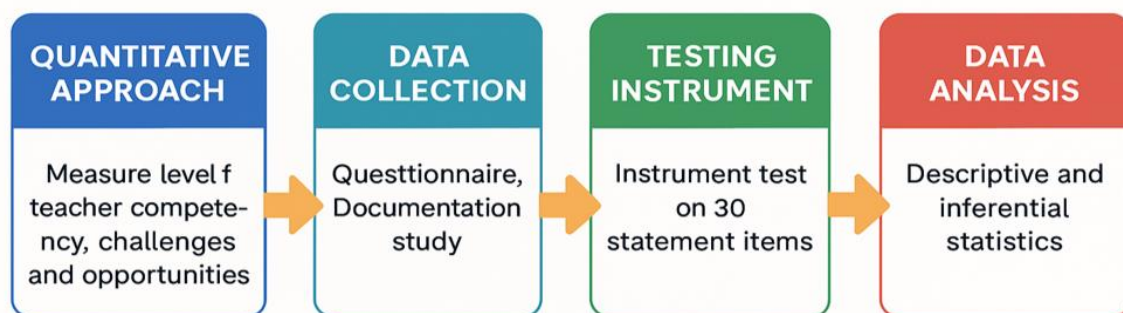 QUANTITATIVE
APPROACH
Measure level f
teacher compete-
ncy, challenges
and opportunities
DATA
COLLECTION
Questtionnaire,
Documentation
study
TESTING
INSTRUMENT
Instrument test
on 30
statement items
DATA
ANALYSIS
Descriptive and
inferential
statistics